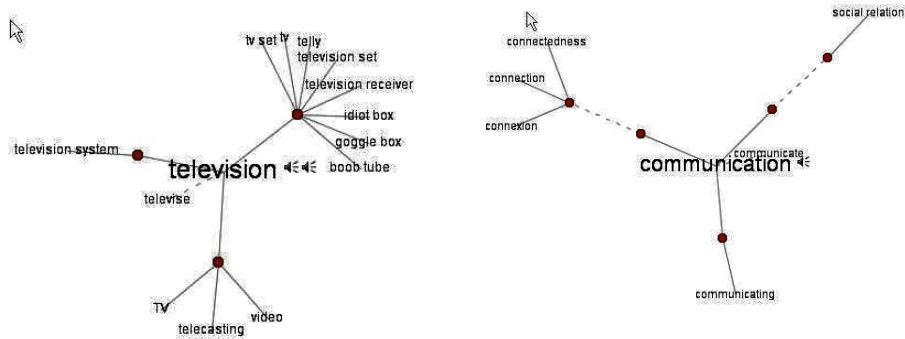 tv set
tv
telly
television set
television receiver
idiot box
goggle box
boob tube
television system
television
televise
TV
telecasting
video
social relation
connectedness
connection
connexion
communicate
communication
communicating